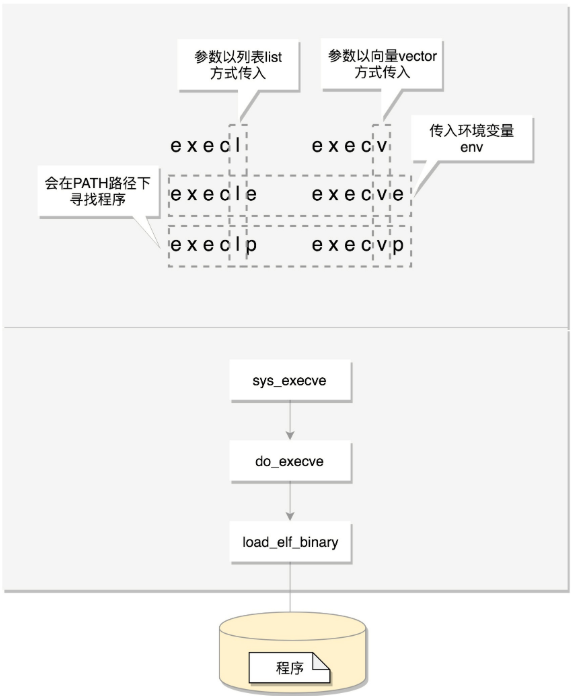 参数以列表list
方式传入
参数以向量vector
方式传入
execl
execv
传入环境变量
env
会在PATH路径下
寻找程序
execle
execve
execlp
execvp
sys_execve
do_execve
load_elf_binary
程序